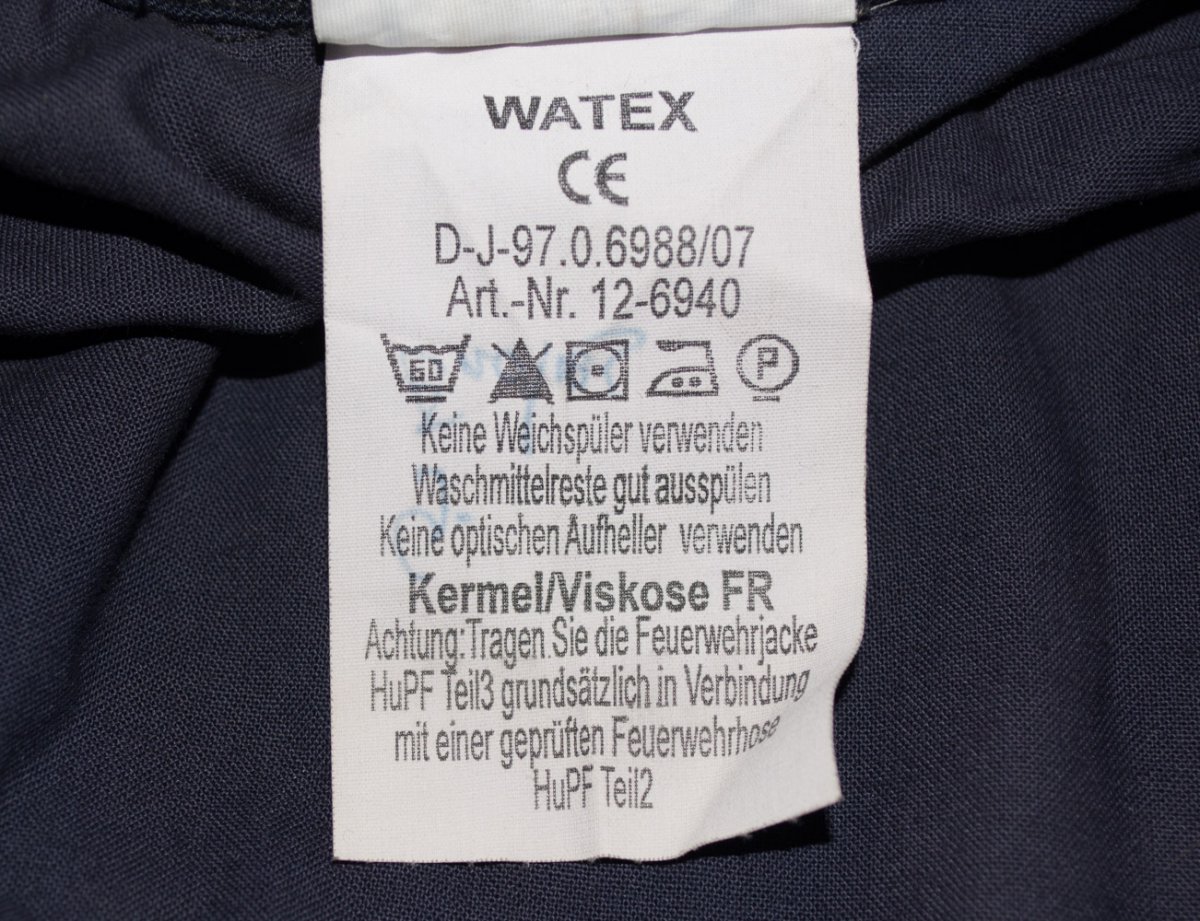 WATEX
CE
D-J-97.0.6988/07
Art.-Nr. 12-6940
60 P
Keine Weichspüler verwenden
Waschmittelreste gut ausspülen
Keine optischen Aufheller verwenden
Kermel/Viskose FR
Achtung:Tragen Sie die Feuerwehrjacke
HuPF Teil3 grundsätzlich in Verbindung
mit einer geprüften Feuerwehrhose
HuPF Teil2